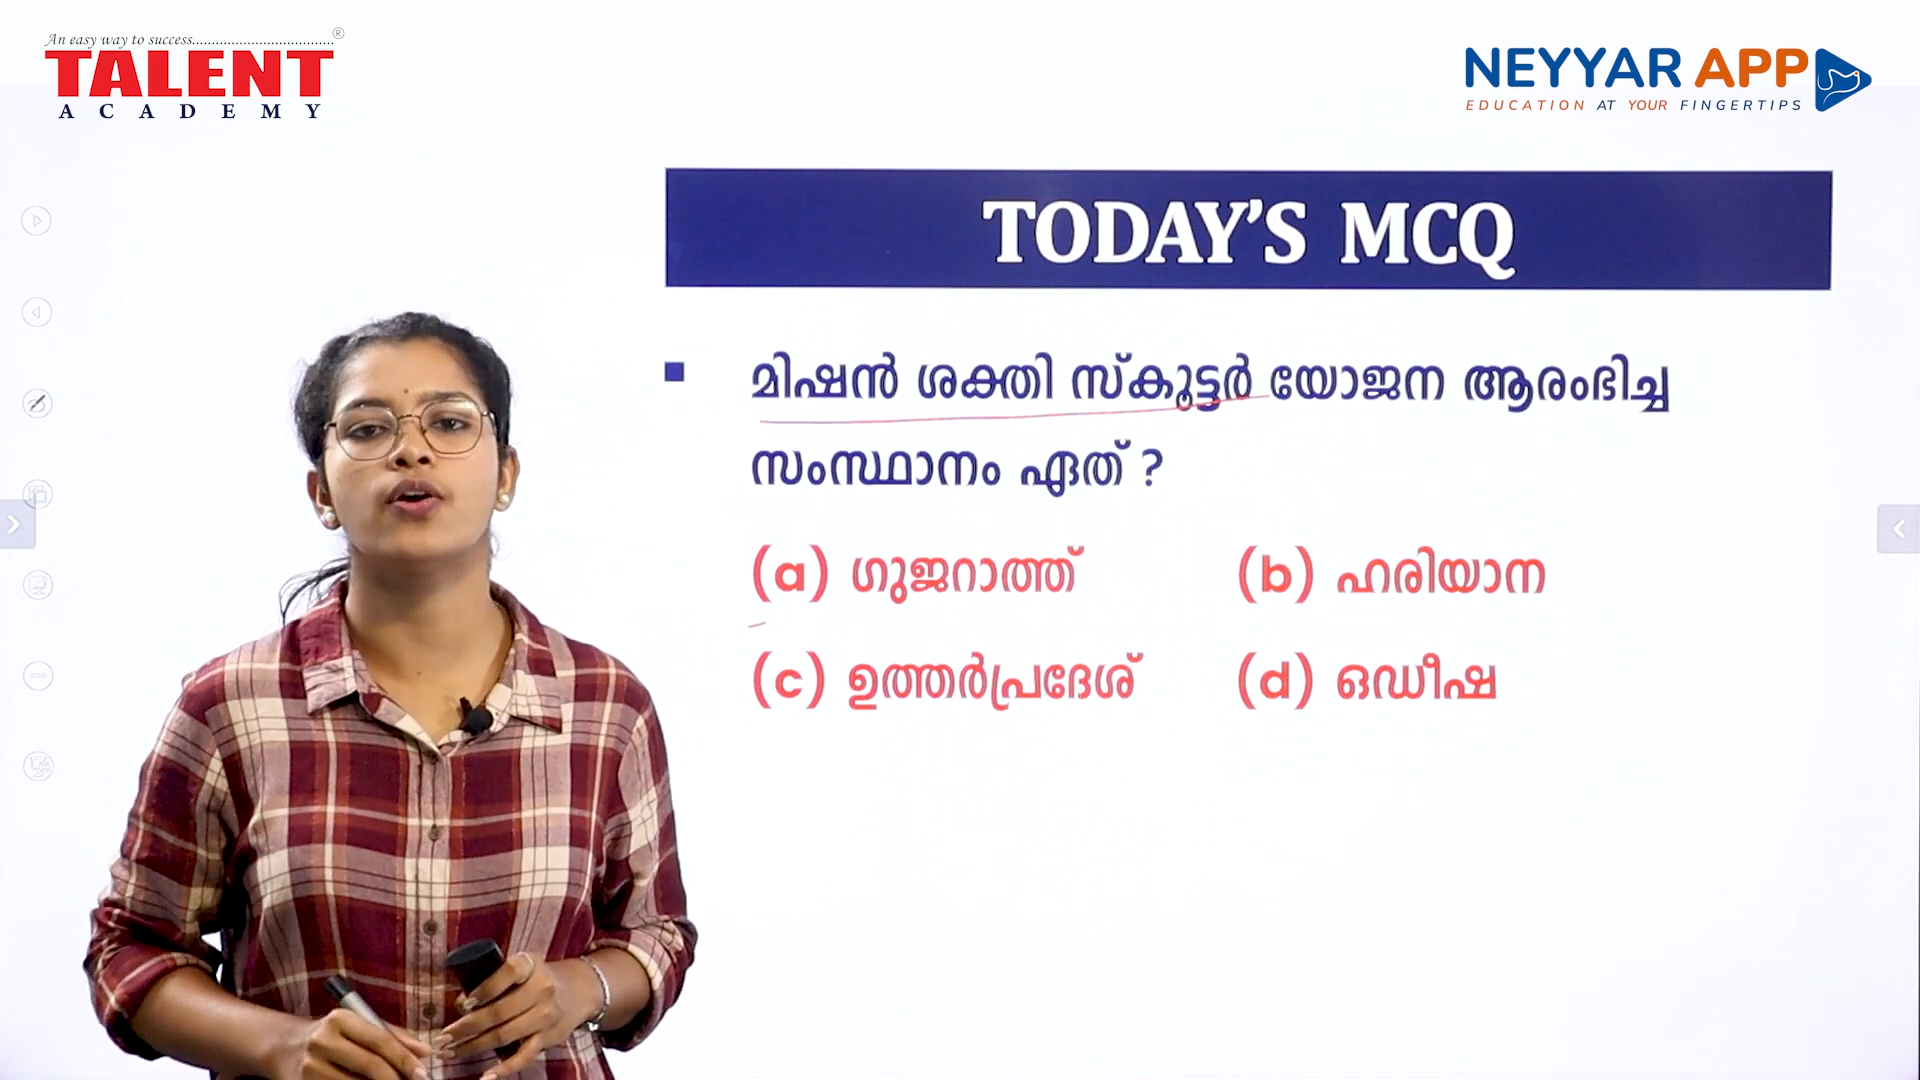 An easy way to success....................................®
TALENT
ACADEMY
NEYYAR APP
EDUCATION AT YOUR FINGERTIPS
TODAY'S MCQ
▪ മിഷൻ ശക്തി സ്കൂട്ടർ യോജന ആരംഭിച്ച
സംസ്ഥാനം ഏത് ?
(a) ഗുജറാത്ത് (b) ഹരിയാന
(c) ഉത്തർപ്രദേശ് (d) ഒഡീഷ